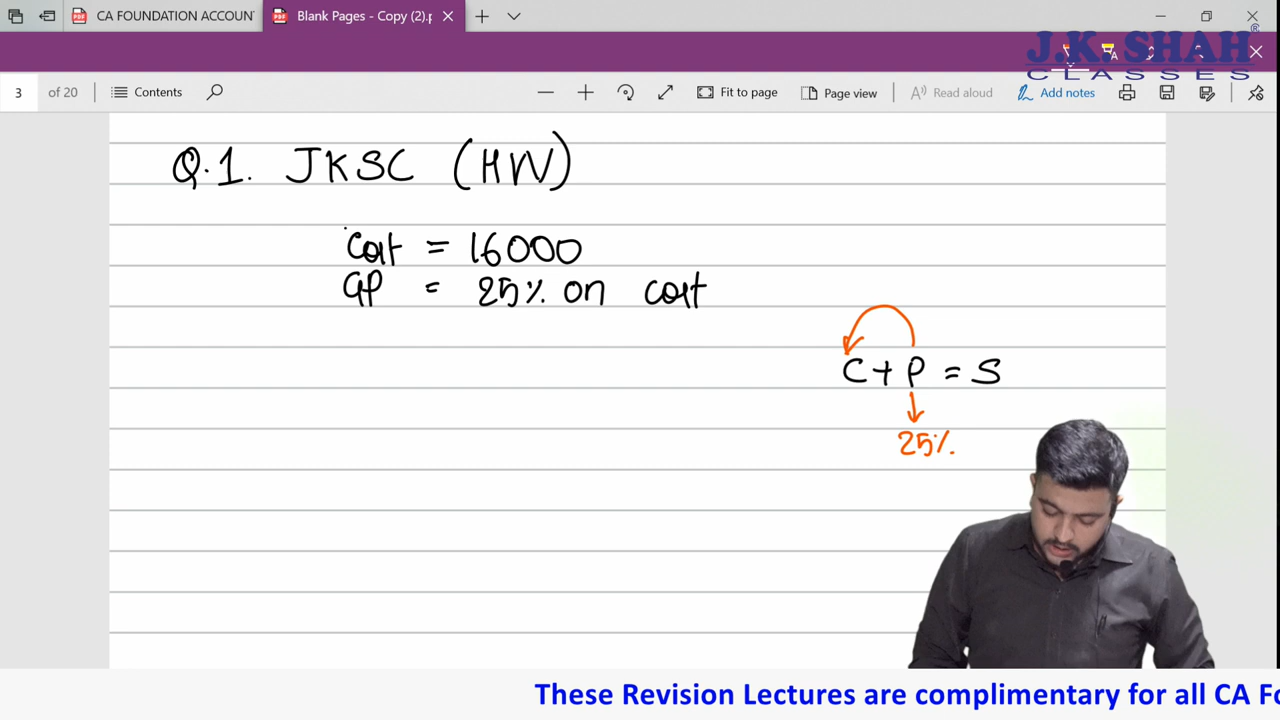 CA FOUNDATION ACCOUN
Blank Pages - Copy (2).p
J.K. SHAH®
CLASSES
3 of 20
Contents
Fit to page
Page view
Read aloud
Add notes
Q.1. JKSC (HW)
Cost = 16000
GP = 25% on cost
C + P = S
25%
These Revision Lectures are complimentary for all CA Fo